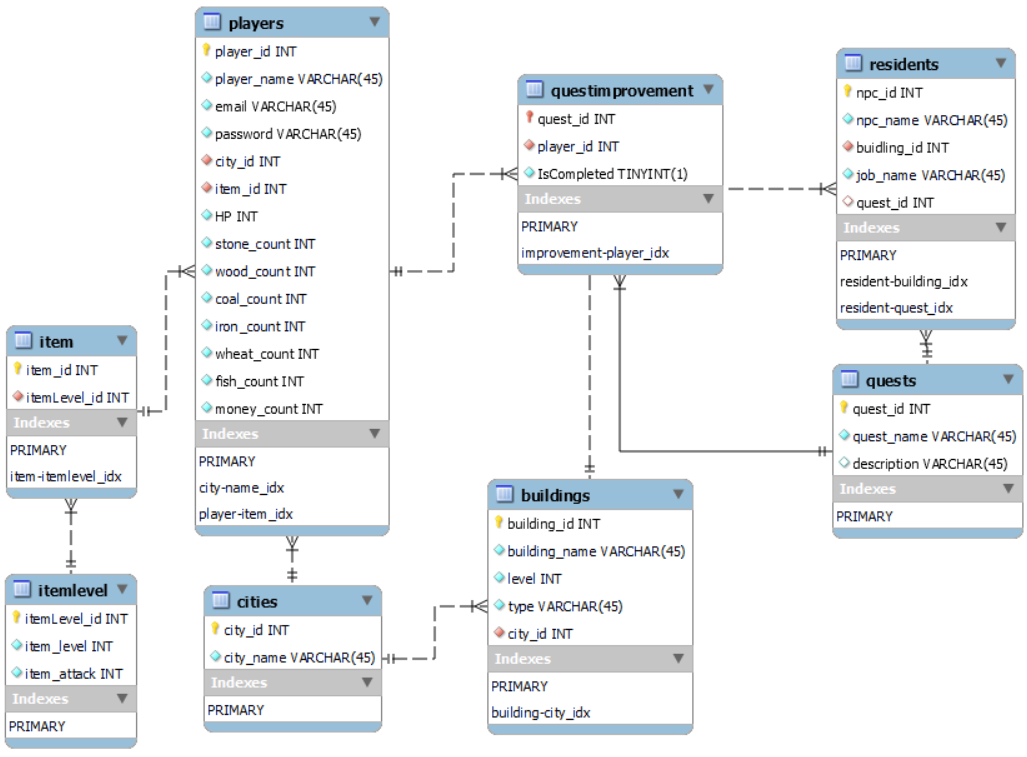 players
player_id INT
player_name VARCHAR(45)
email VARCHAR(45)
password VARCHAR(45)
city_id INT
item_id INT
HP INT
stone_count INT
wood_count INT
coal_count INT
iron_count INT
wheat_count INT
fish_count INT
money_count INT
Indexes
PRIMARY
city-name_idx
player-item_idx
questimprovement
quest_id INT
player_id INT
IsCompleted TINYINT(1)
Indexes
PRIMARY
improvement-player_idx
residents
npc_id INT
npc_name VARCHAR(45)
buidling_id INT
job_name VARCHAR(45)
quest_id INT
Indexes
PRIMARY
resident-building_idx
resident-quest_idx
item
item_id INT
itemLevel_id INT
Indexes
PRIMARY
item-itemlevel_idx
quests
quest_id INT
quest_name VARCHAR(45)
description VARCHAR(45)
Indexes
PRIMARY
buildings
building_id INT
building_name VARCHAR(45)
level INT
type VARCHAR(45)
city_id INT
Indexes
PRIMARY
building-city_idx
itemlevel
itemLevel_id INT
item_level INT
item_attack INT
Indexes
PRIMARY
cities
city_id INT
city_name VARCHAR(45)
Indexes
PRIMARY